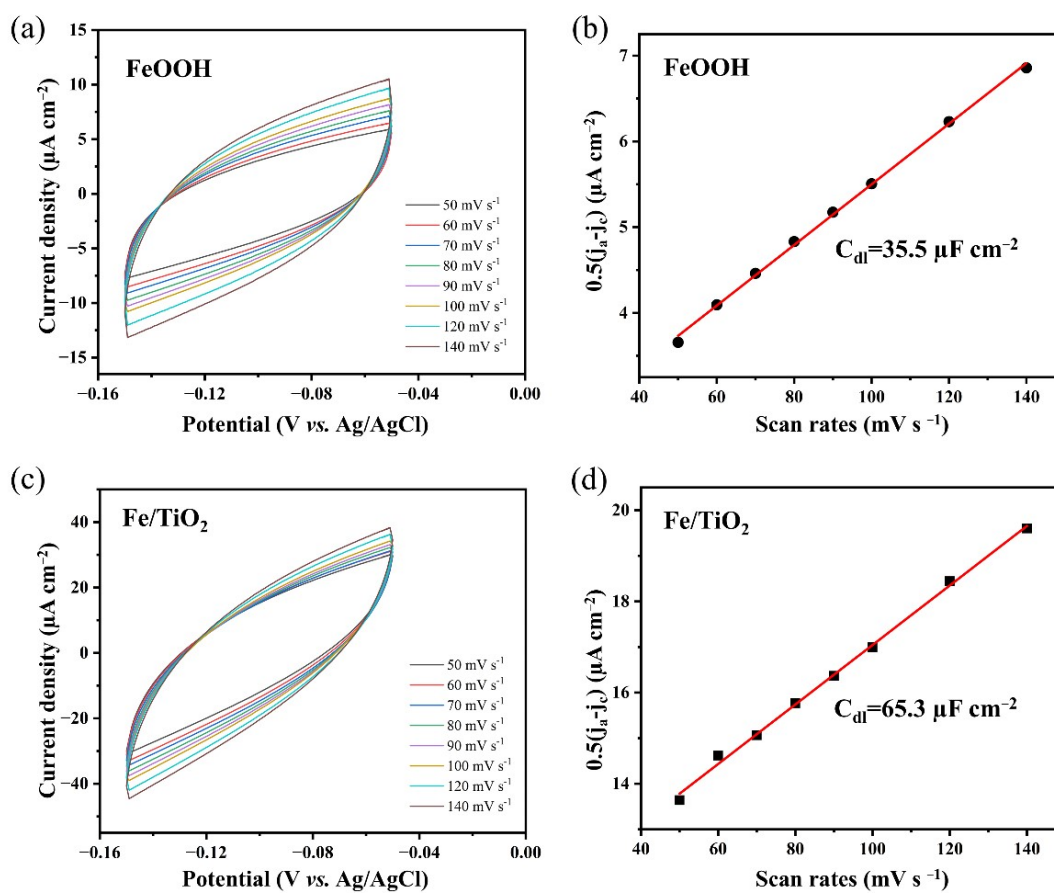 (a)
FeOOH
15
10
5
0
−5
−10
−15
Current density (µA cm⁻²)
50 mV s⁻¹
60 mV s⁻¹
70 mV s⁻¹
80 mV s⁻¹
90 mV s⁻¹
100 mV s⁻¹
120 mV s⁻¹
140 mV s⁻¹
−0.16
−0.12
−0.08
−0.04
0.00
Potential (V vs. Ag/AgCl)
(b)
FeOOH
7
6
5
4
0.5(jₐ-j_c) (µA cm⁻²)
C_dl=35.5 µF cm⁻²
40
60
80
100
120
140
Scan rates (mV s ⁻¹)
(c)
Fe/TiO₂
40
20
0
−20
−40
Current density (µA cm⁻²)
50 mV s⁻¹
60 mV s⁻¹
70 mV s⁻¹
80 mV s⁻¹
90 mV s⁻¹
100 mV s⁻¹
120 mV s⁻¹
140 mV s⁻¹
−0.16
−0.12
−0.08
−0.04
0.00
Potential (V vs. Ag/AgCl)
(d)
Fe/TiO₂
20
18
16
14
0.5(jₐ-j_c) (µA cm⁻²)
C_dl=65.3 µF cm⁻²
40
60
80
100
120
140
Scan rates (mV s ⁻¹)